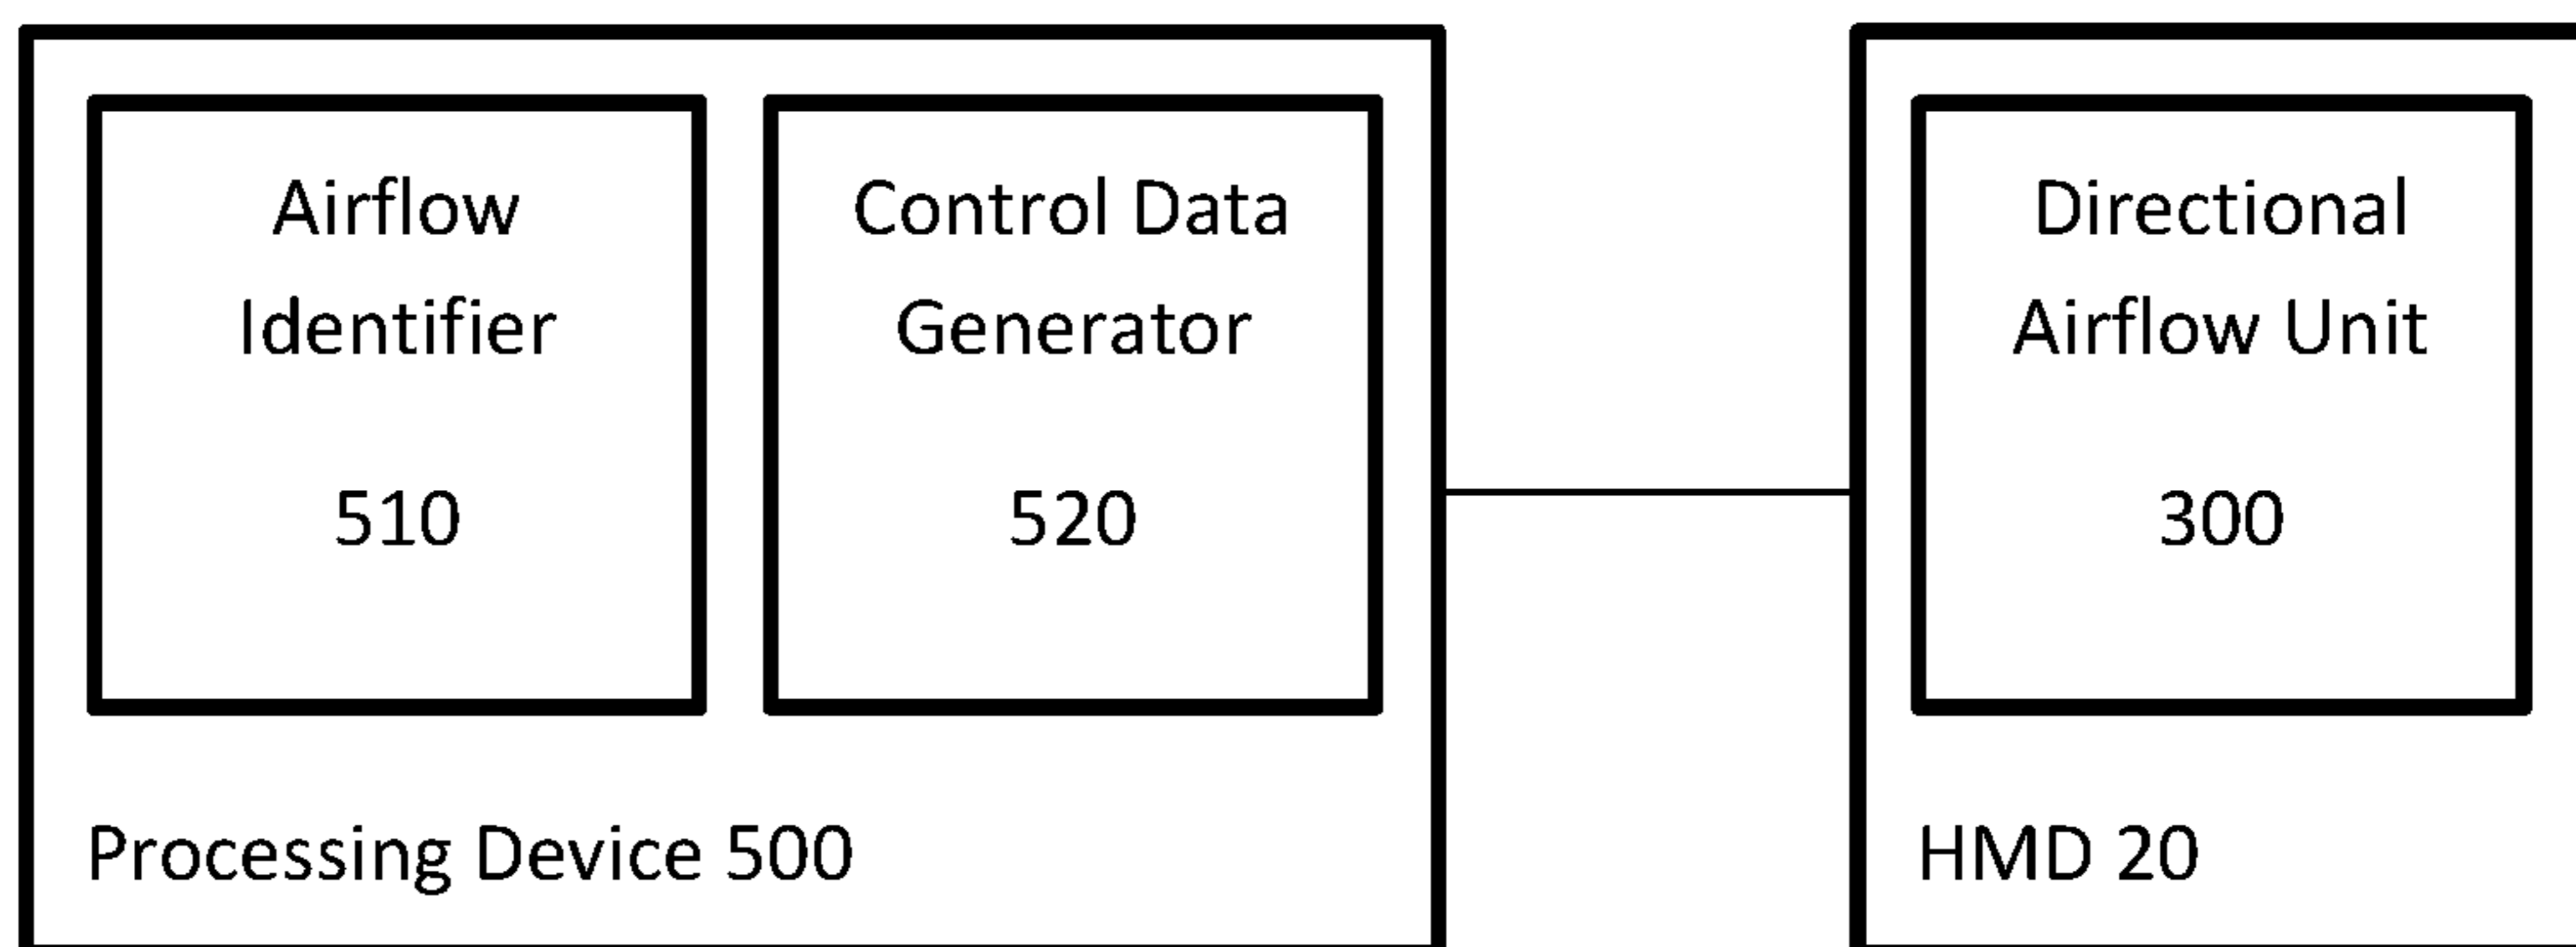 Airflow
Identifier
510
Control Data
Generator
520
Processing Device 500
Directional
Airflow Unit
300
HMD 20